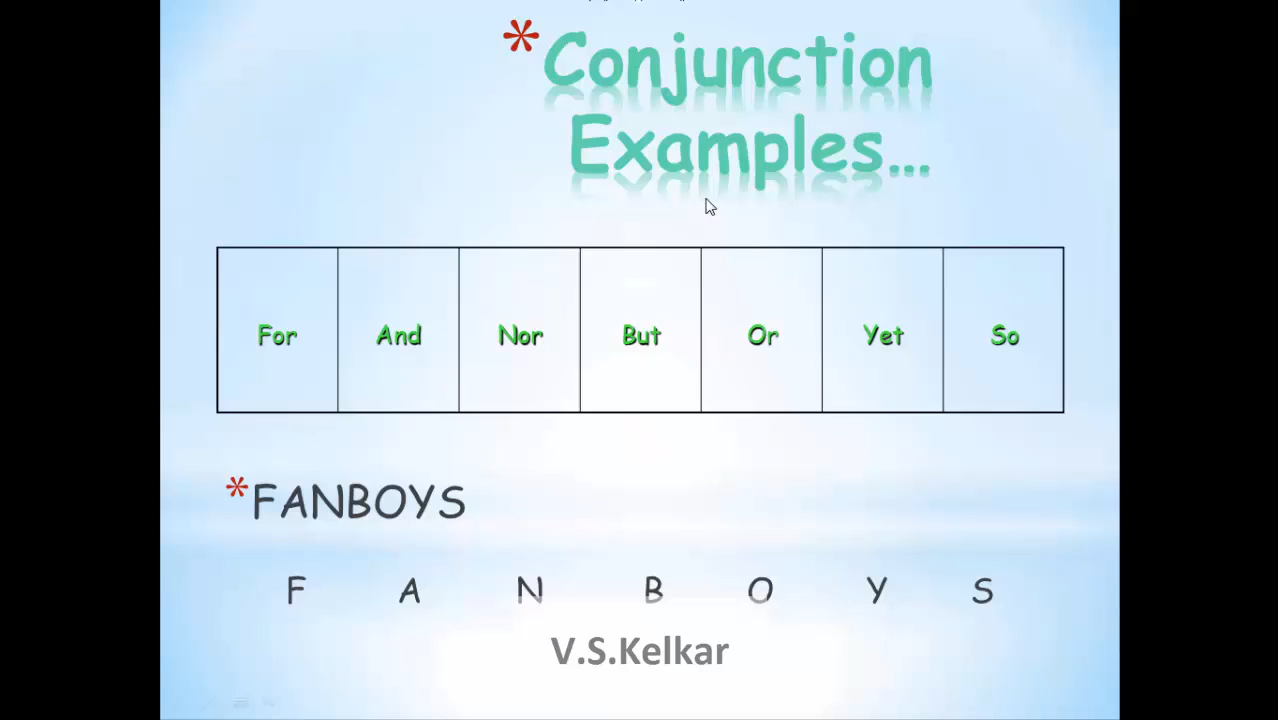 *Conjunction
Examples...
For And Nor But Or Yet So
*FANBOYS
F A N B O Y S
V.S.Kelkar